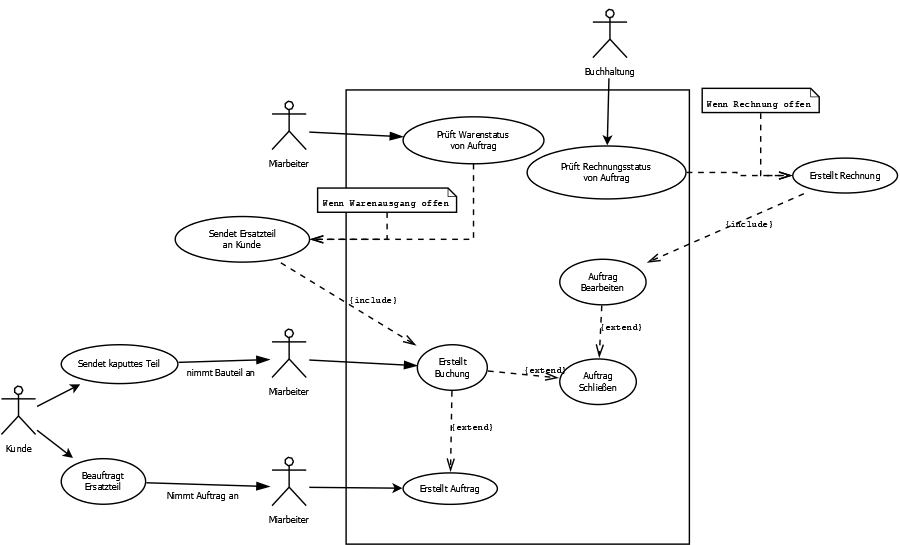 Buchhaltung
Wenn Rechnung offen
Miarbeiter
Prüft Warenstatus
von Auftrag
Prüft Rechnungsstatus
von Auftrag
Erstellt Rechnung
Wenn Warenausgang offen
Sendet Ersatzteil
an Kunde
{include}
Auftrag
Bearbeiten
{include}
{extend}
Sendet kaputtes Teil
nimmt Bauteil an
Miarbeiter
Erstellt
Buchung
{extend}
Auftrag
Schließen
Kunde
{extend}
Beauftragt
Ersatzteil
Nimmt Auftrag an
Miarbeiter
Erstellt Auftrag